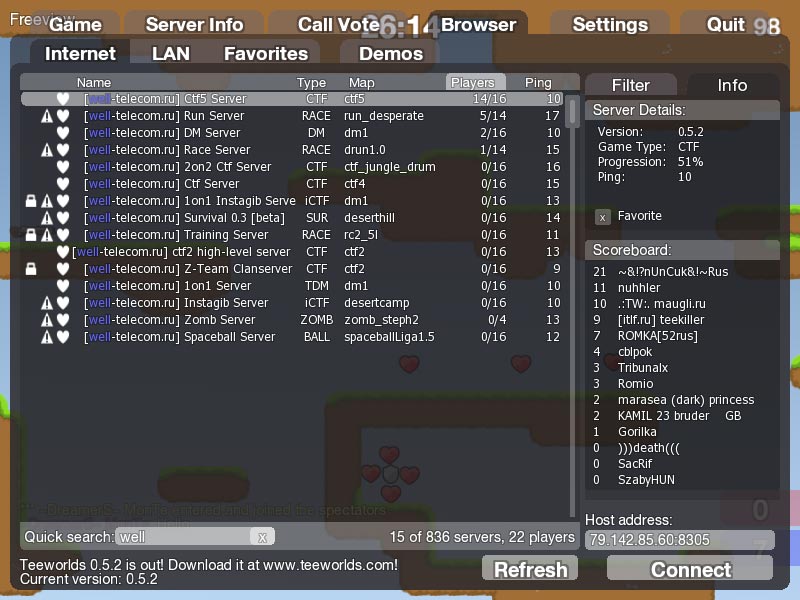 Freeview
Game Server Info Call Vote 26:14 Browser Settings Quit 98
Internet LAN Favorites Demos
Name Type Map Players Ping
[well-telecom.ru] Ctf5 Server CTF ctf5 14/16 10
[well-telecom.ru] Run Server RACE run_desperate 5/14 17
[well-telecom.ru] DM Server DM dm1 2/16 10
[well-telecom.ru] Race Server RACE drun1.0 1/14 15
[well-telecom.ru] 2on2 Ctf Server CTF ctf_jungle_drum 0/16 16
[well-telecom.ru] Ctf Server CTF ctf4 0/16 15
[well-telecom.ru] 1on1 Instagib Serve iCTF dm1 0/16 13
[well-telecom.ru] Survival 0.3 [beta] SUR deserthill 0/16 14
[well-telecom.ru] Training Server RACE rc2_5l 0/16 11
[well-telecom.ru] ctf2 high-level server CTF ctf2 0/16 13
[well-telecom.ru] Z-Team Clanserver CTF ctf2 0/16 9
[well-telecom.ru] 1on1 Server TDM dm1 0/16 10
[well-telecom.ru] Instagib Server iCTF desertcamp 0/16 10
[well-telecom.ru] Zomb Server ZOMB zomb_steph2 0/4 13
[well-telecom.ru] Spaceball Server BALL spaceballLiga1.5 0/16 12
Filter Info
Server Details:
Version: 0.5.2
Game Type: CTF
Progression: 51%
Ping: 10
x Favorite
Scoreboard:
21 ~&!?nUnCuk&!~Rus
11 nuhhler
10 .:TW:. maugli.ru
9 [itlf.ru] teekiller
7 ROMKA[52rus]
4 cblpok
3 Tribunalx
3 Romio
2 marasea (dark) princess
2 KAMIL 23 bruder GB
1 Gorilka
0 )))death(((
0 SacRif
0 SzabyHUN
entered and joined the spectators
0
7
Quick search: well x 15 of 836 servers, 22 players
Host address:
79.142.85.60:8305
Teeworlds 0.5.2 is out! Download it at www.teeworlds.com!
Current version: 0.5.2
Refresh Connect